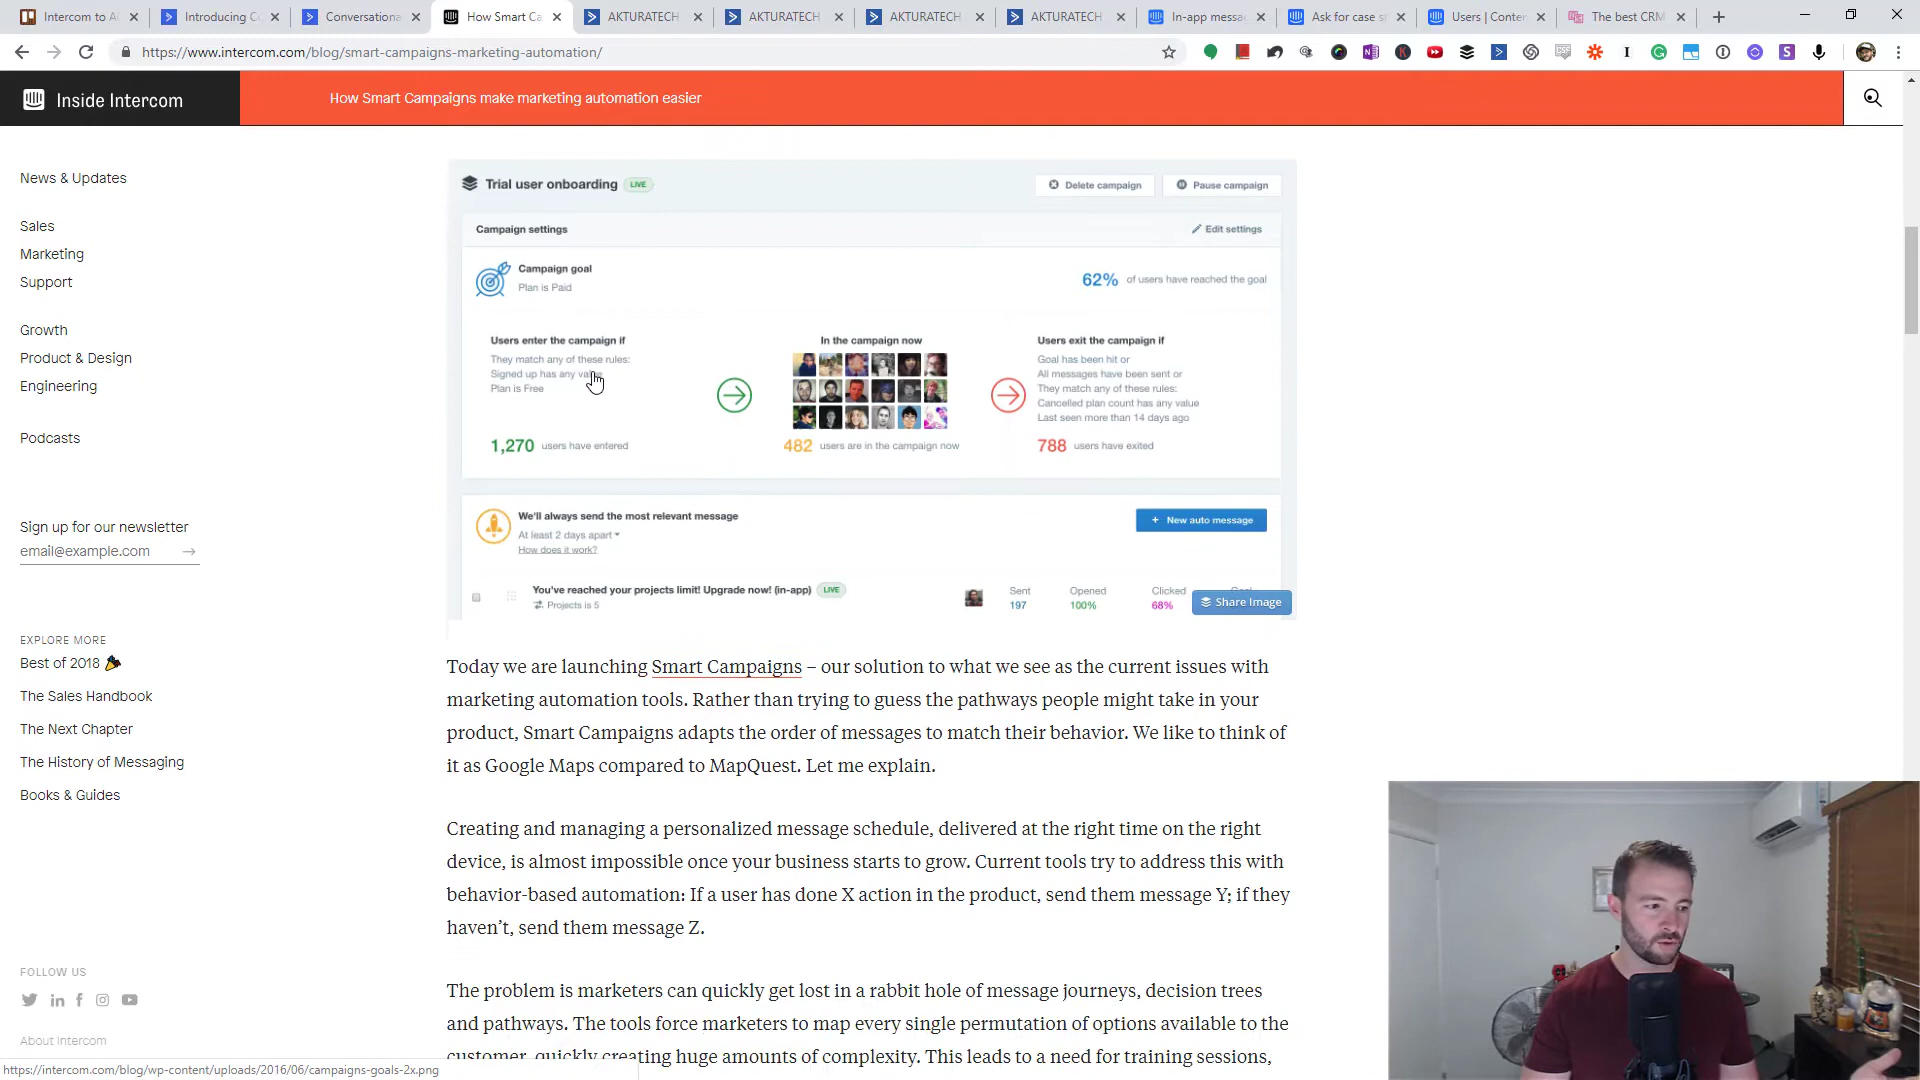 Intercom to A
Introducing C
Conversationa
How Smart Ca
AKTURATECH
AKTURATECH
AKTURATECH
AKTURATECH
In-app messa
Ask for case s
Users | Conte
The best CRM
https://www.intercom.com/blog/smart-campaigns-marketing-automation/
Inside Intercom
How Smart Campaigns make marketing automation easier
News & Updates
Sales
Marketing
Support
Growth
Product & Design
Engineering
Podcasts
Sign up for our newsletter
email@example.com →
EXPLORE MORE
Best of 2018
The Sales Handbook
The Next Chapter
The History of Messaging
Books & Guides
FOLLOW US
About Intercom
Trial user onboarding LIVE
Delete campaign
Pause campaign
Campaign settings
Edit settings
Campaign goal
Plan is Paid
62% of users have reached the goal
Users enter the campaign if
They match any of these rules:
Signed up has any value
Plan is Free
1,270 users have entered
In the campaign now
482 users are in the campaign now
Users exit the campaign if
Goal has been hit or
All messages have been sent or
They match any of these rules:
Cancelled plan count has any value
Last seen more than 14 days ago
788 users have exited
We'll always send the most relevant message
At least 2 days apart
How does it work?
+ New auto message
You've reached your projects limit! Upgrade now! (in-app) LIVE
Projects is 5
Sent
197
Opened
100%
Clicked
68%
Share Image
Today we are launching Smart Campaigns – our solution to what we see as the current issues with
marketing automation tools. Rather than trying to guess the pathways people might take in your
product, Smart Campaigns adapts the order of messages to match their behavior. We like to think of
it as Google Maps compared to MapQuest. Let me explain.
Creating and managing a personalized message schedule, delivered at the right time on the right
device, is almost impossible once your business starts to grow. Current tools try to address this with
behavior-based automation: If a user has done X action in the product, send them message Y; if they
haven't, send them message Z.
The problem is marketers can quickly get lost in a rabbit hole of message journeys, decision trees
and pathways. The tools force marketers to map every single permutation of options available to the
customer, quickly creating huge amounts of complexity. This leads to a need for training sessions,
https://intercom.com/blog/wp-content/uploads/2016/06/campaigns-goals-2x.png